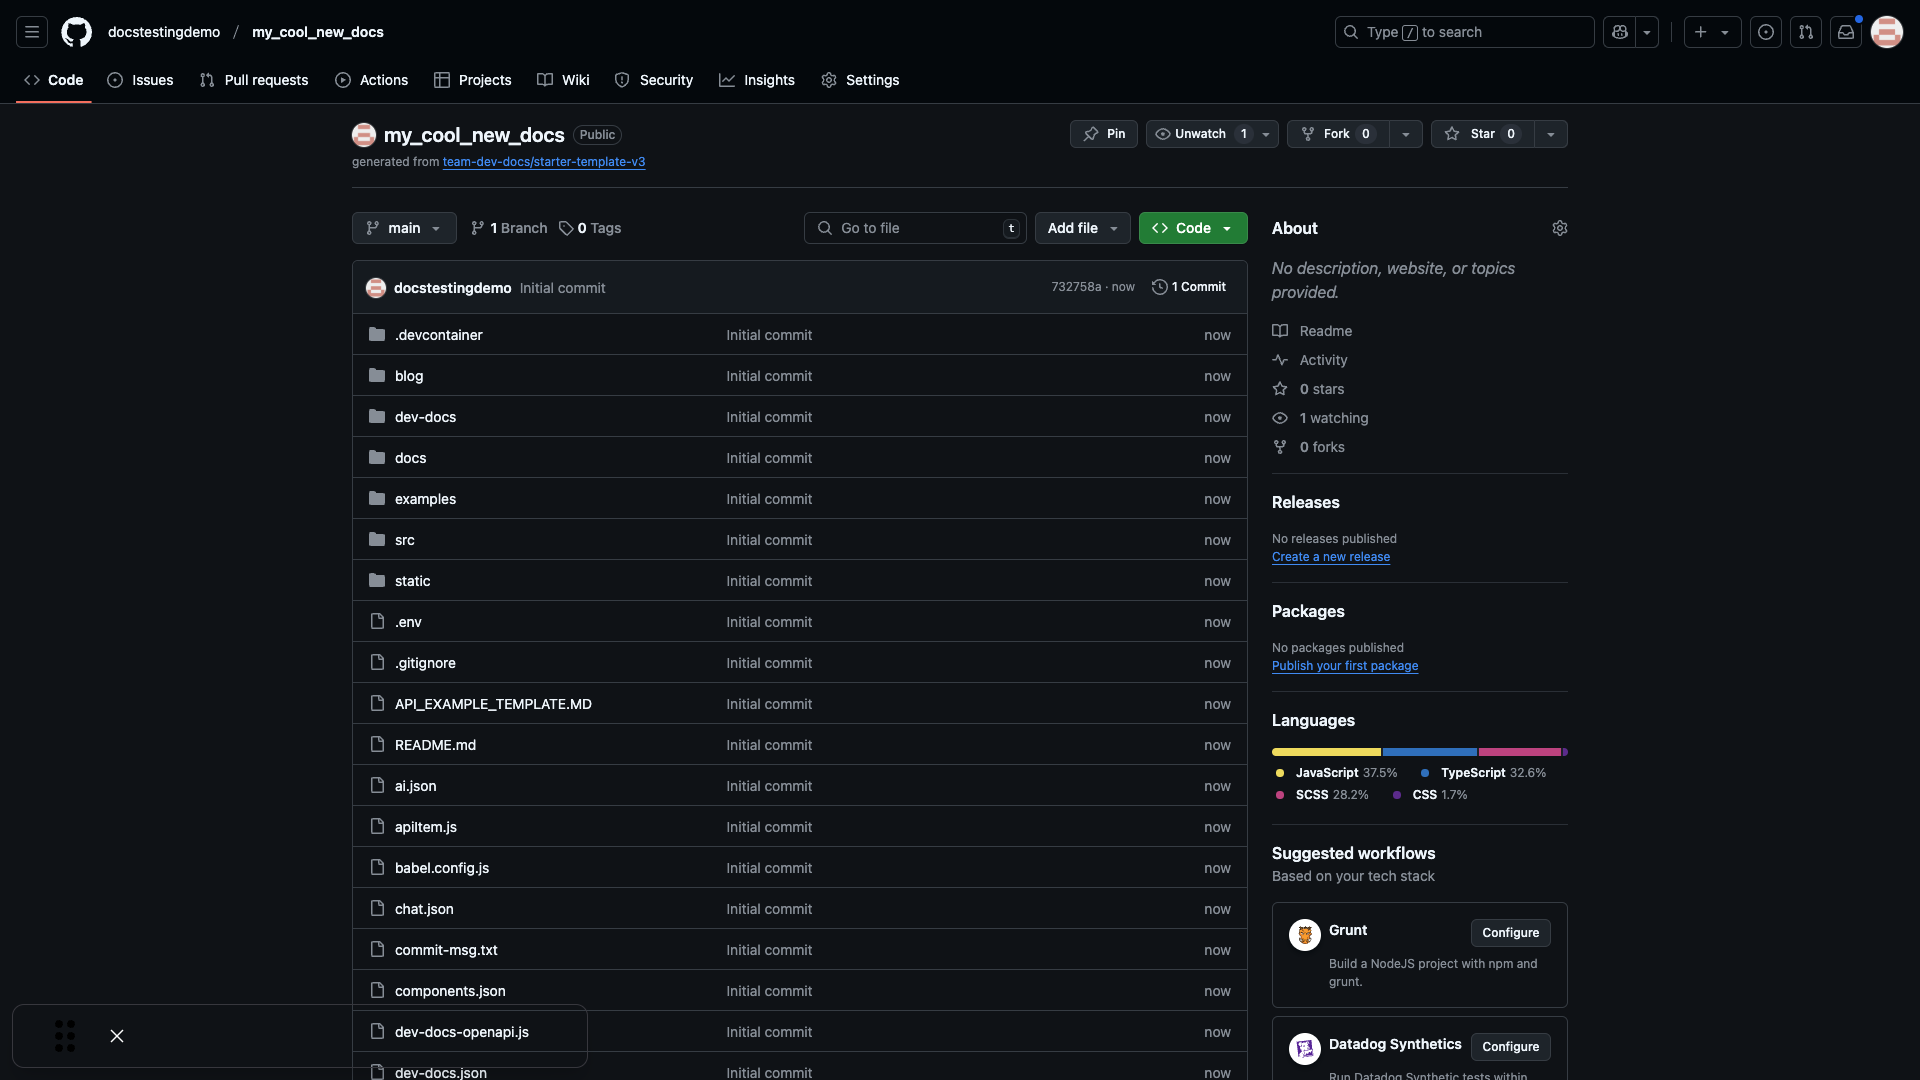 docstestingdemo / my_cool_new_docs
Type / to search
Code Issues Pull requests Actions Projects Wiki Security Insights Settings
my_cool_new_docs Public
generated from team-dev-docs/starter-template-v3
Pin
Unwatch 1
Fork 0
Star 0
main
1 Branch
0 Tags
Go to file t
Add file
Code
docstestingdemo Initial commit 732758a · now 1 Commit
.devcontainer Initial commit now
blog Initial commit now
dev-docs Initial commit now
docs Initial commit now
examples Initial commit now
src Initial commit now
static Initial commit now
.env Initial commit now
.gitignore Initial commit now
API_EXAMPLE_TEMPLATE.MD Initial commit now
README.md Initial commit now
ai.json Initial commit now
apiItem.js Initial commit now
babel.config.js Initial commit now
chat.json Initial commit now
commit-msg.txt Initial commit now
components.json Initial commit now
dev-docs-openapi.js Initial commit now
dev-docs.json Initial commit now
About
No description, website, or topics
provided.
Readme
Activity
0 stars
1 watching
0 forks
Releases
No releases published
Create a new release
Packages
No packages published
Publish your first package
Languages
JavaScript 37.5% TypeScript 32.6%
SCSS 28.2% CSS 1.7%
Suggested workflows
Based on your tech stack
Grunt
Configure
Build a NodeJS project with npm and
grunt.
Datadog Synthetics
Configure
Run Datadog Synthetic tests within